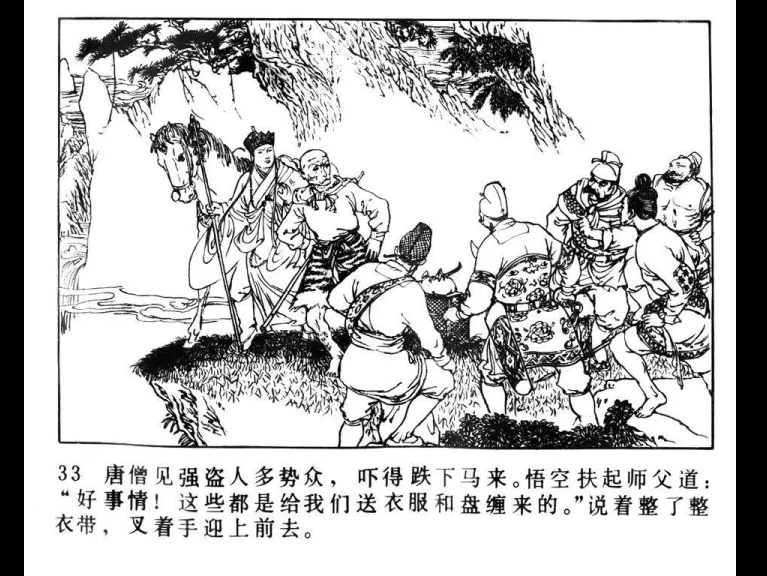 33 唐僧见强盗人多势众，吓得跌下马来。悟空扶起师父道：
“好事情！这些都是给我们送衣服和盘缠来的。”说着整了整
衣带，叉着手迎上前去。